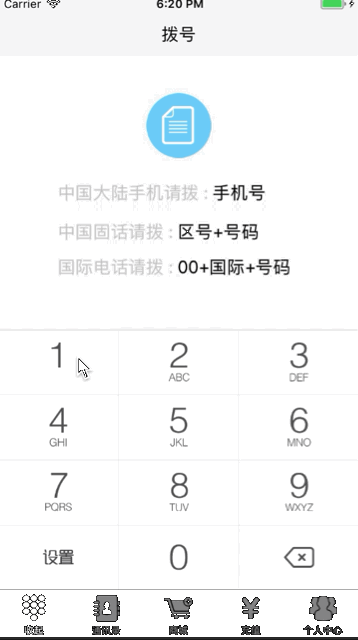 Carrier 6:20 PM
拨号
中国大陆手机请拨 : 手机号
中国固话请拨 : 区号+号码
国际电话请拨 : 00+国际+号码
1 2 3
ABC DEF
4 5 6
GHI JKL MNO
7 8 9
PQRS TUV WXYZ
设置 0
收起 通讯录 商城 充值 个人中心